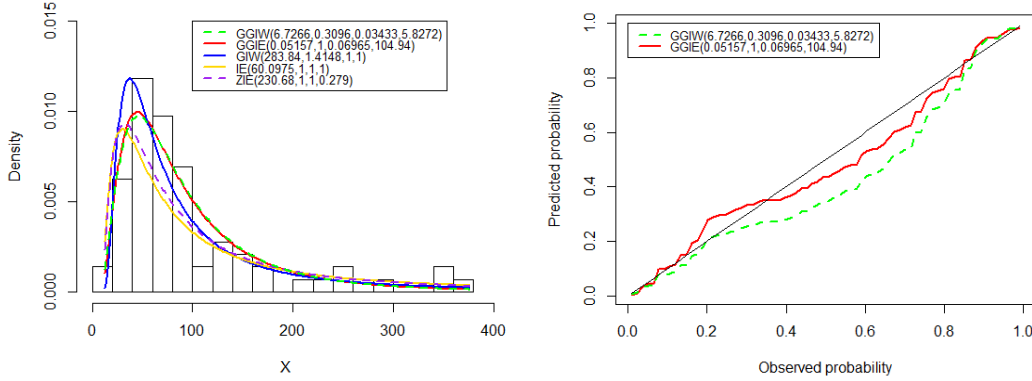 GGIW(6.7266,0.3096,0.03433,5.8272)
GGIE(0.05157,1,0.06965,104.94)
GIW(283.84,1.4148,1,1)
IE(60.0975,1,1,1)
ZIE(230.68,1,1,0.279)
Density
0.015
0.010
0.005
0.000
0
100
200
300
400
X
GGIW(6.7266,0.3096,0.03433,5.8272)
GGIE(0.05157,1,0.06965,104.94)
Predicted probability
1.0
0.8
0.6
0.4
0.2
0.0
0.0
0.2
0.4
0.6
0.8
1.0
Observed probability